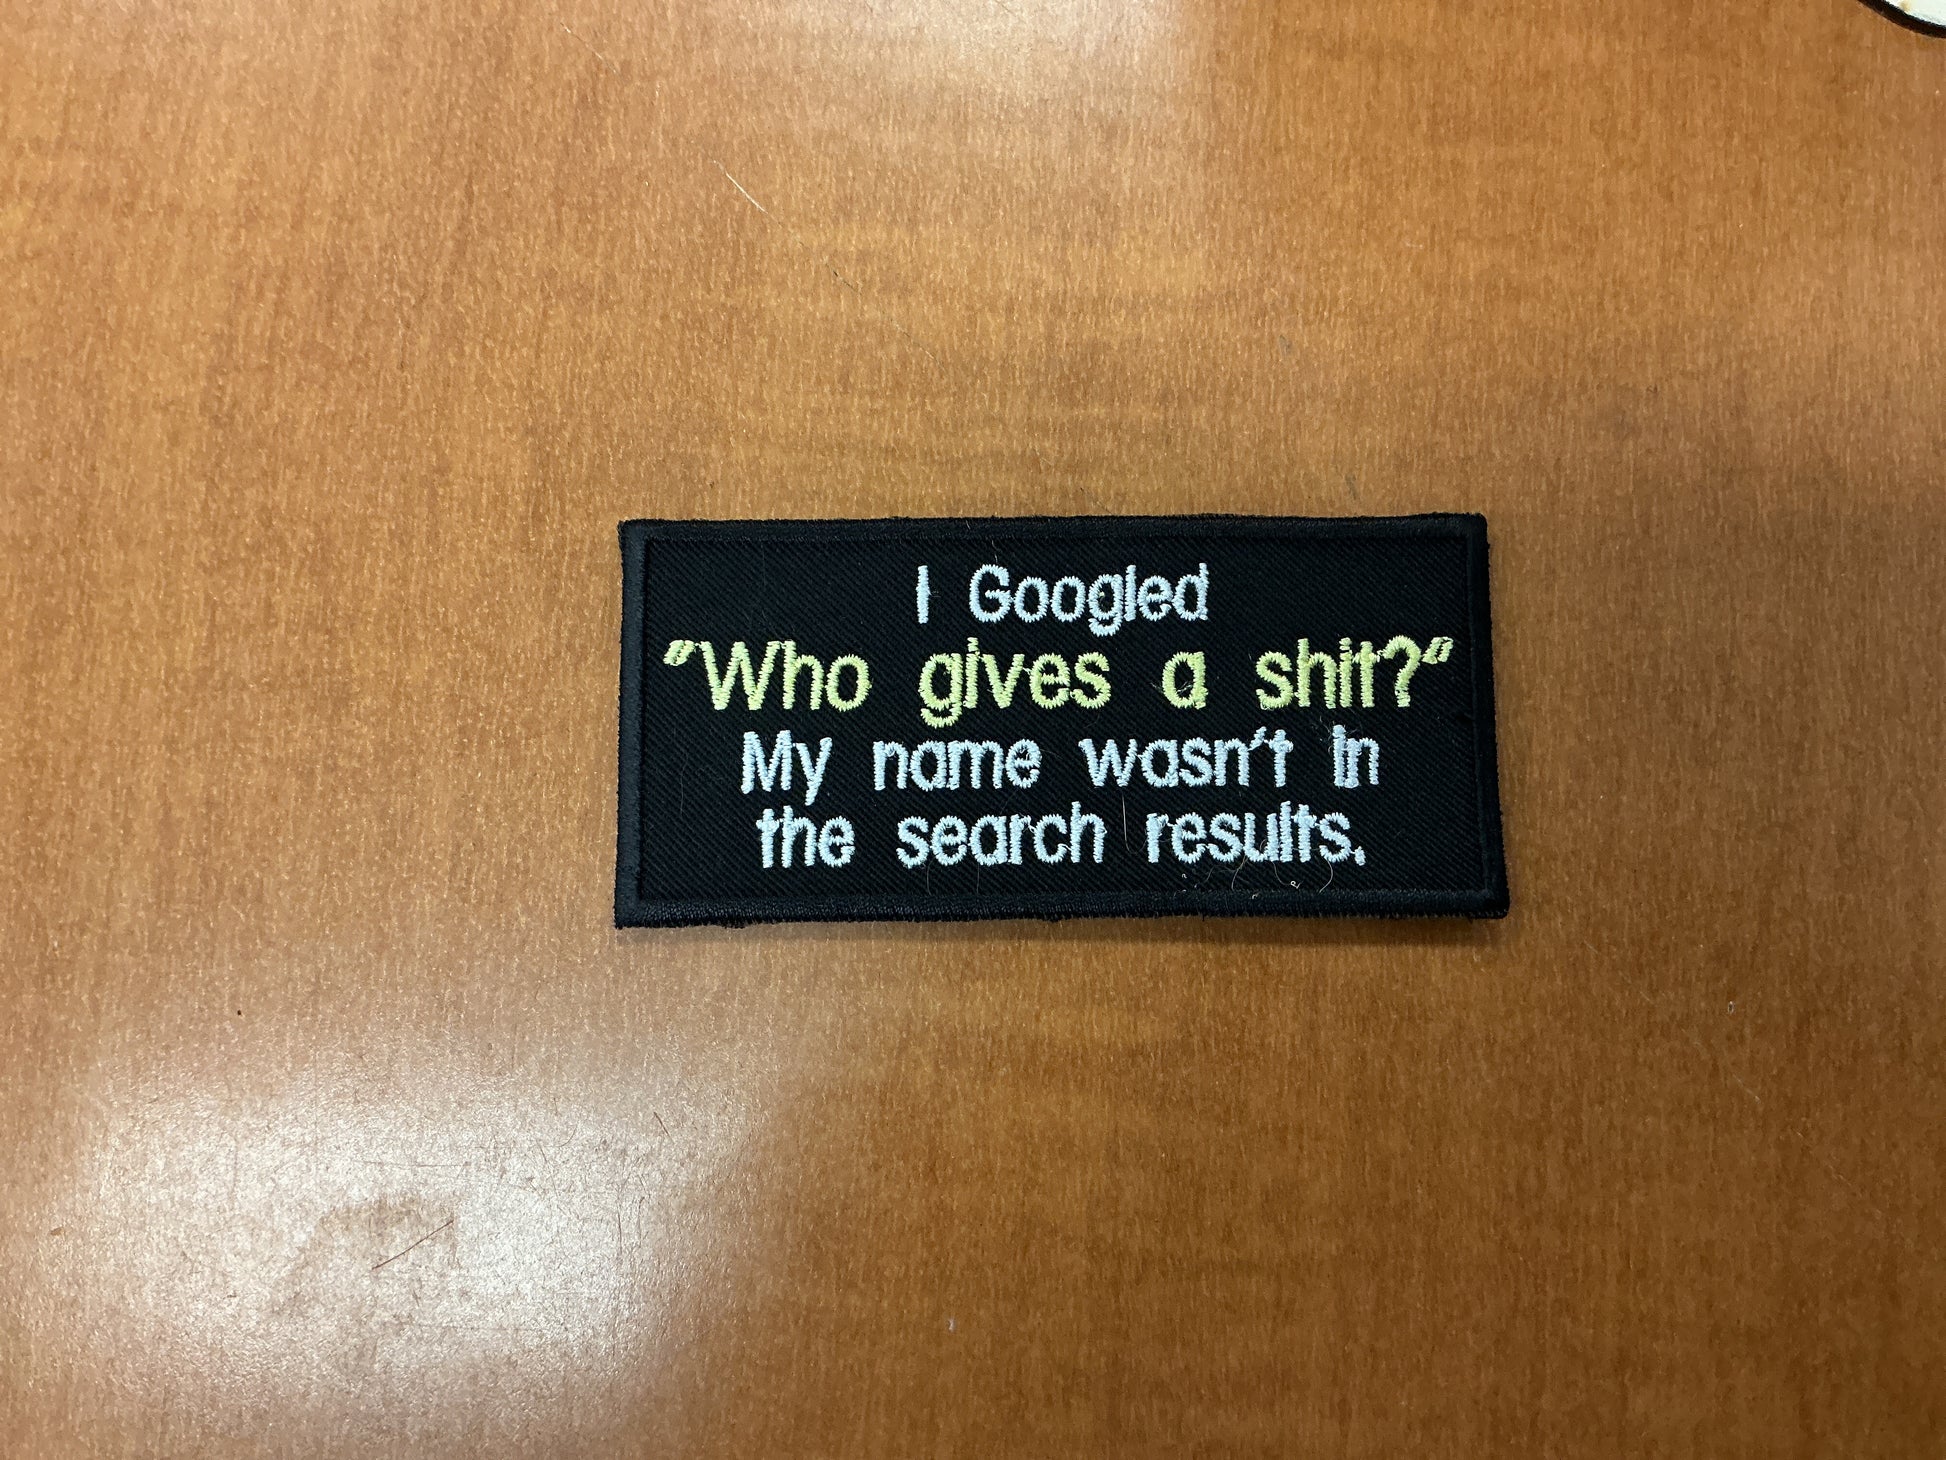 I Googled
"Who gives a shit?"
My name wasn't in
the search results.